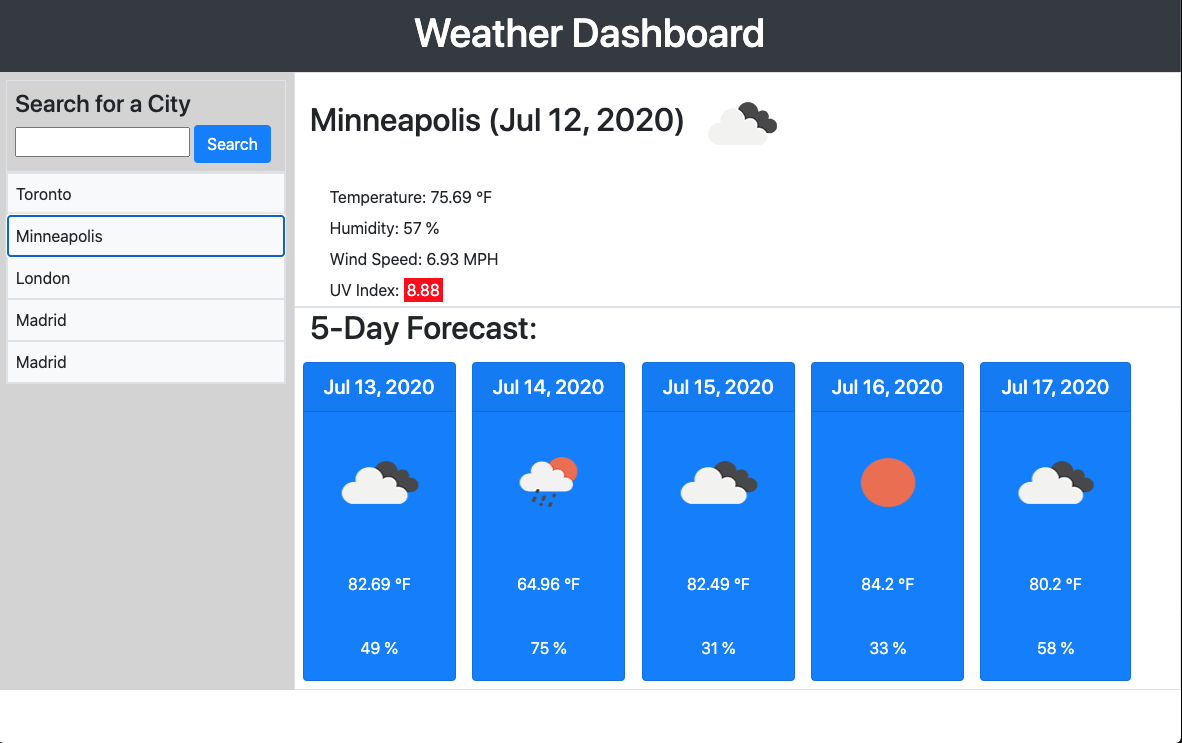 Weather Dashboard
Search for a City
Search
Toronto
Minneapolis
London
Madrid
Madrid
Minneapolis (Jul 12, 2020)
Temperature: 75.69 °F
Humidity: 57 %
Wind Speed: 6.93 MPH
UV Index: 8.88
5-Day Forecast:
Jul 13, 2020
82.69 °F
49 %
Jul 14, 2020
64.96 °F
75 %
Jul 15, 2020
82.49 °F
31 %
Jul 16, 2020
84.2 °F
33 %
Jul 17, 2020
80.2 °F
58 %